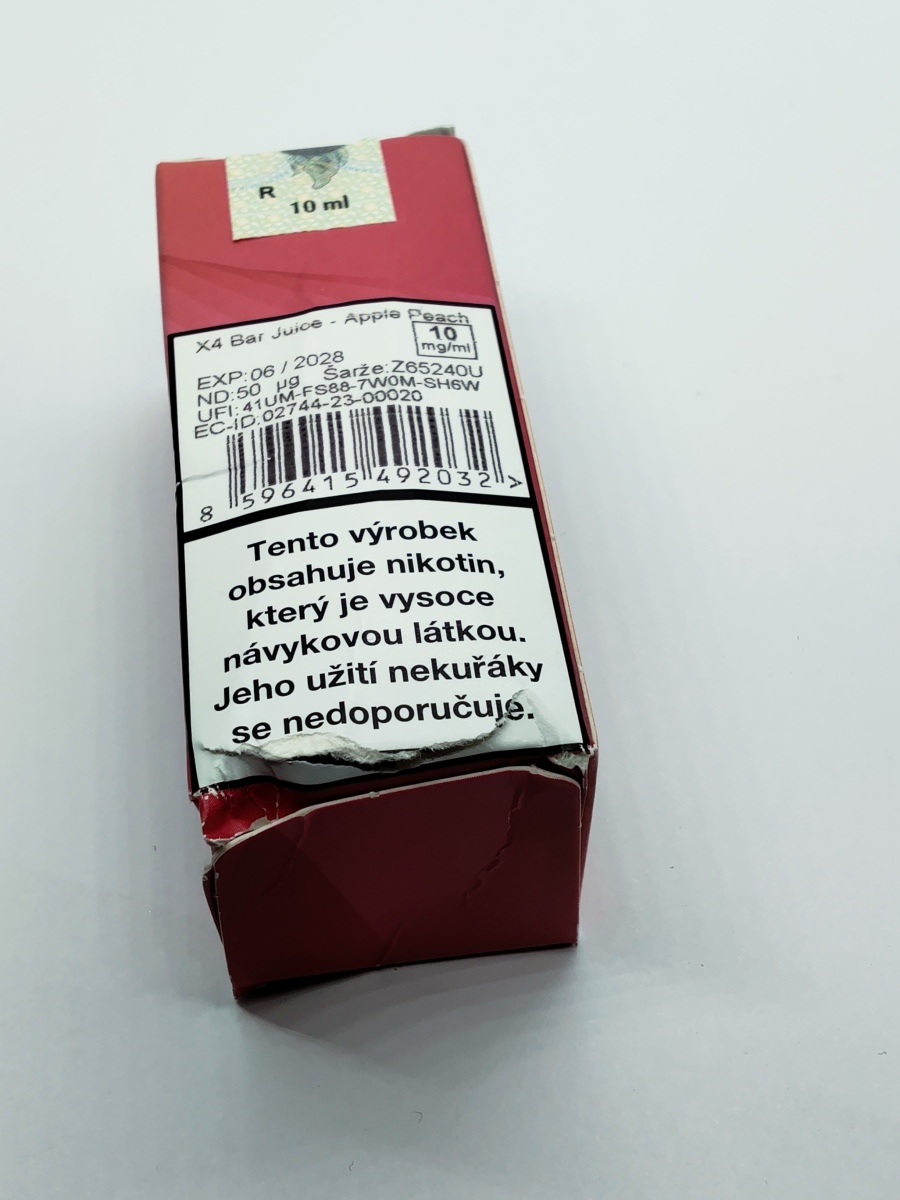 R
10 ml
X4 Bar Juice - Apple Peach
10
mg/ml
EXP:06 / 2028
ND:50 µg Šarže:Z65240U
UFI:41UM-FS88-7W0M-SH6W
EC-ID:02744-23-00020
8 596415 492032 >
Tento výrobek
obsahuje nikotin,
který je vysoce
návykovou látkou.
Jeho užití nekuřáky
se nedoporučuje.